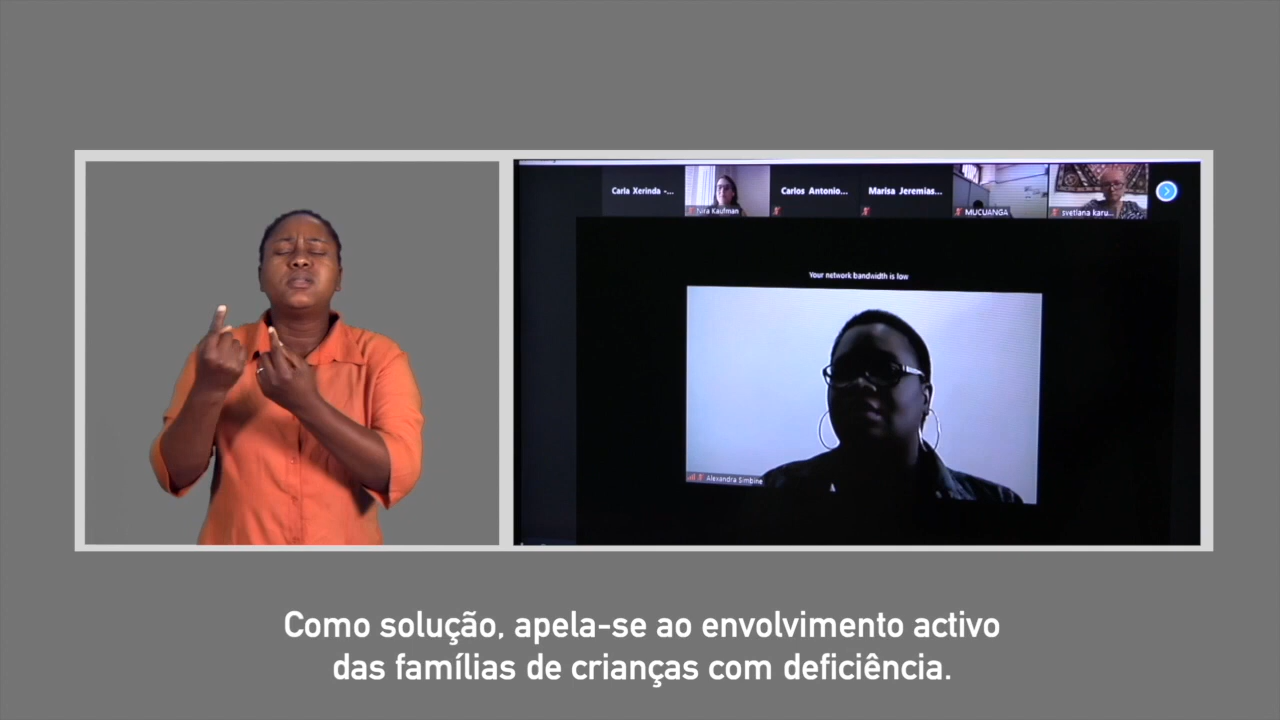 Carla Xerinda -...
Nira Kaufman
Carlos Antonio...
Marisa Jeremias...
MUCUANGA
svetlana karu...
Your network bandwidth is low
Alexandra Simbine
Como solução, apela-se ao envolvimento activo
das famílias de crianças com deficiência.